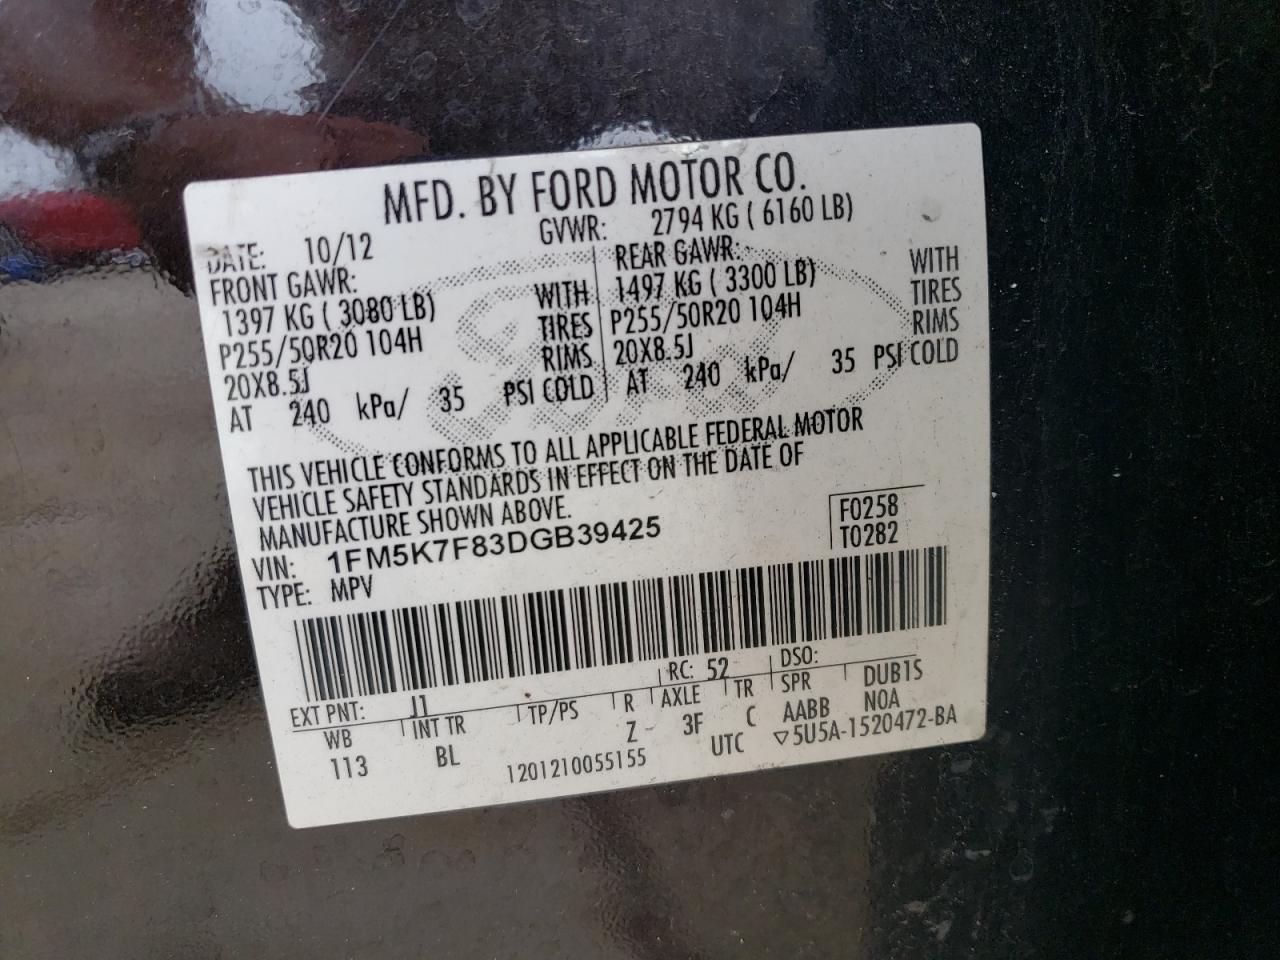 MFD. BY FORD MOTOR CO.
DATE: 10/12 GVWR: 2794 KG ( 6160 LB)
FRONT GAWR:
1397 KG ( 3080 LB) WITH
P255/50R20 104H TIRES
20X8.5J RIMS
AT 240 kPa/ 35 PSI COLD
REAR GAWR: WITH
1497 KG ( 3300 LB) TIRES
P255/50R20 104H RIMS
20X8.5J
AT 240 kPa/ 35 PSI COLD
THIS VEHICLE CONFORMS TO ALL APPLICABLE FEDERAL MOTOR
VEHICLE SAFETY STANDARDS IN EFFECT ON THE DATE OF
MANUFACTURE SHOWN ABOVE.
VIN: 1FM5K7F83DGB39425
TYPE: MPV
F0258
T0282
EXT PNT: J1 RC: 52 DSO:
WB INT TR TP/PS R AXLE TR SPR DUB1S
113 BL Z 3F C AABB N0A
1201210055155 UTC ▽5U5A-1520472-BA
Ford